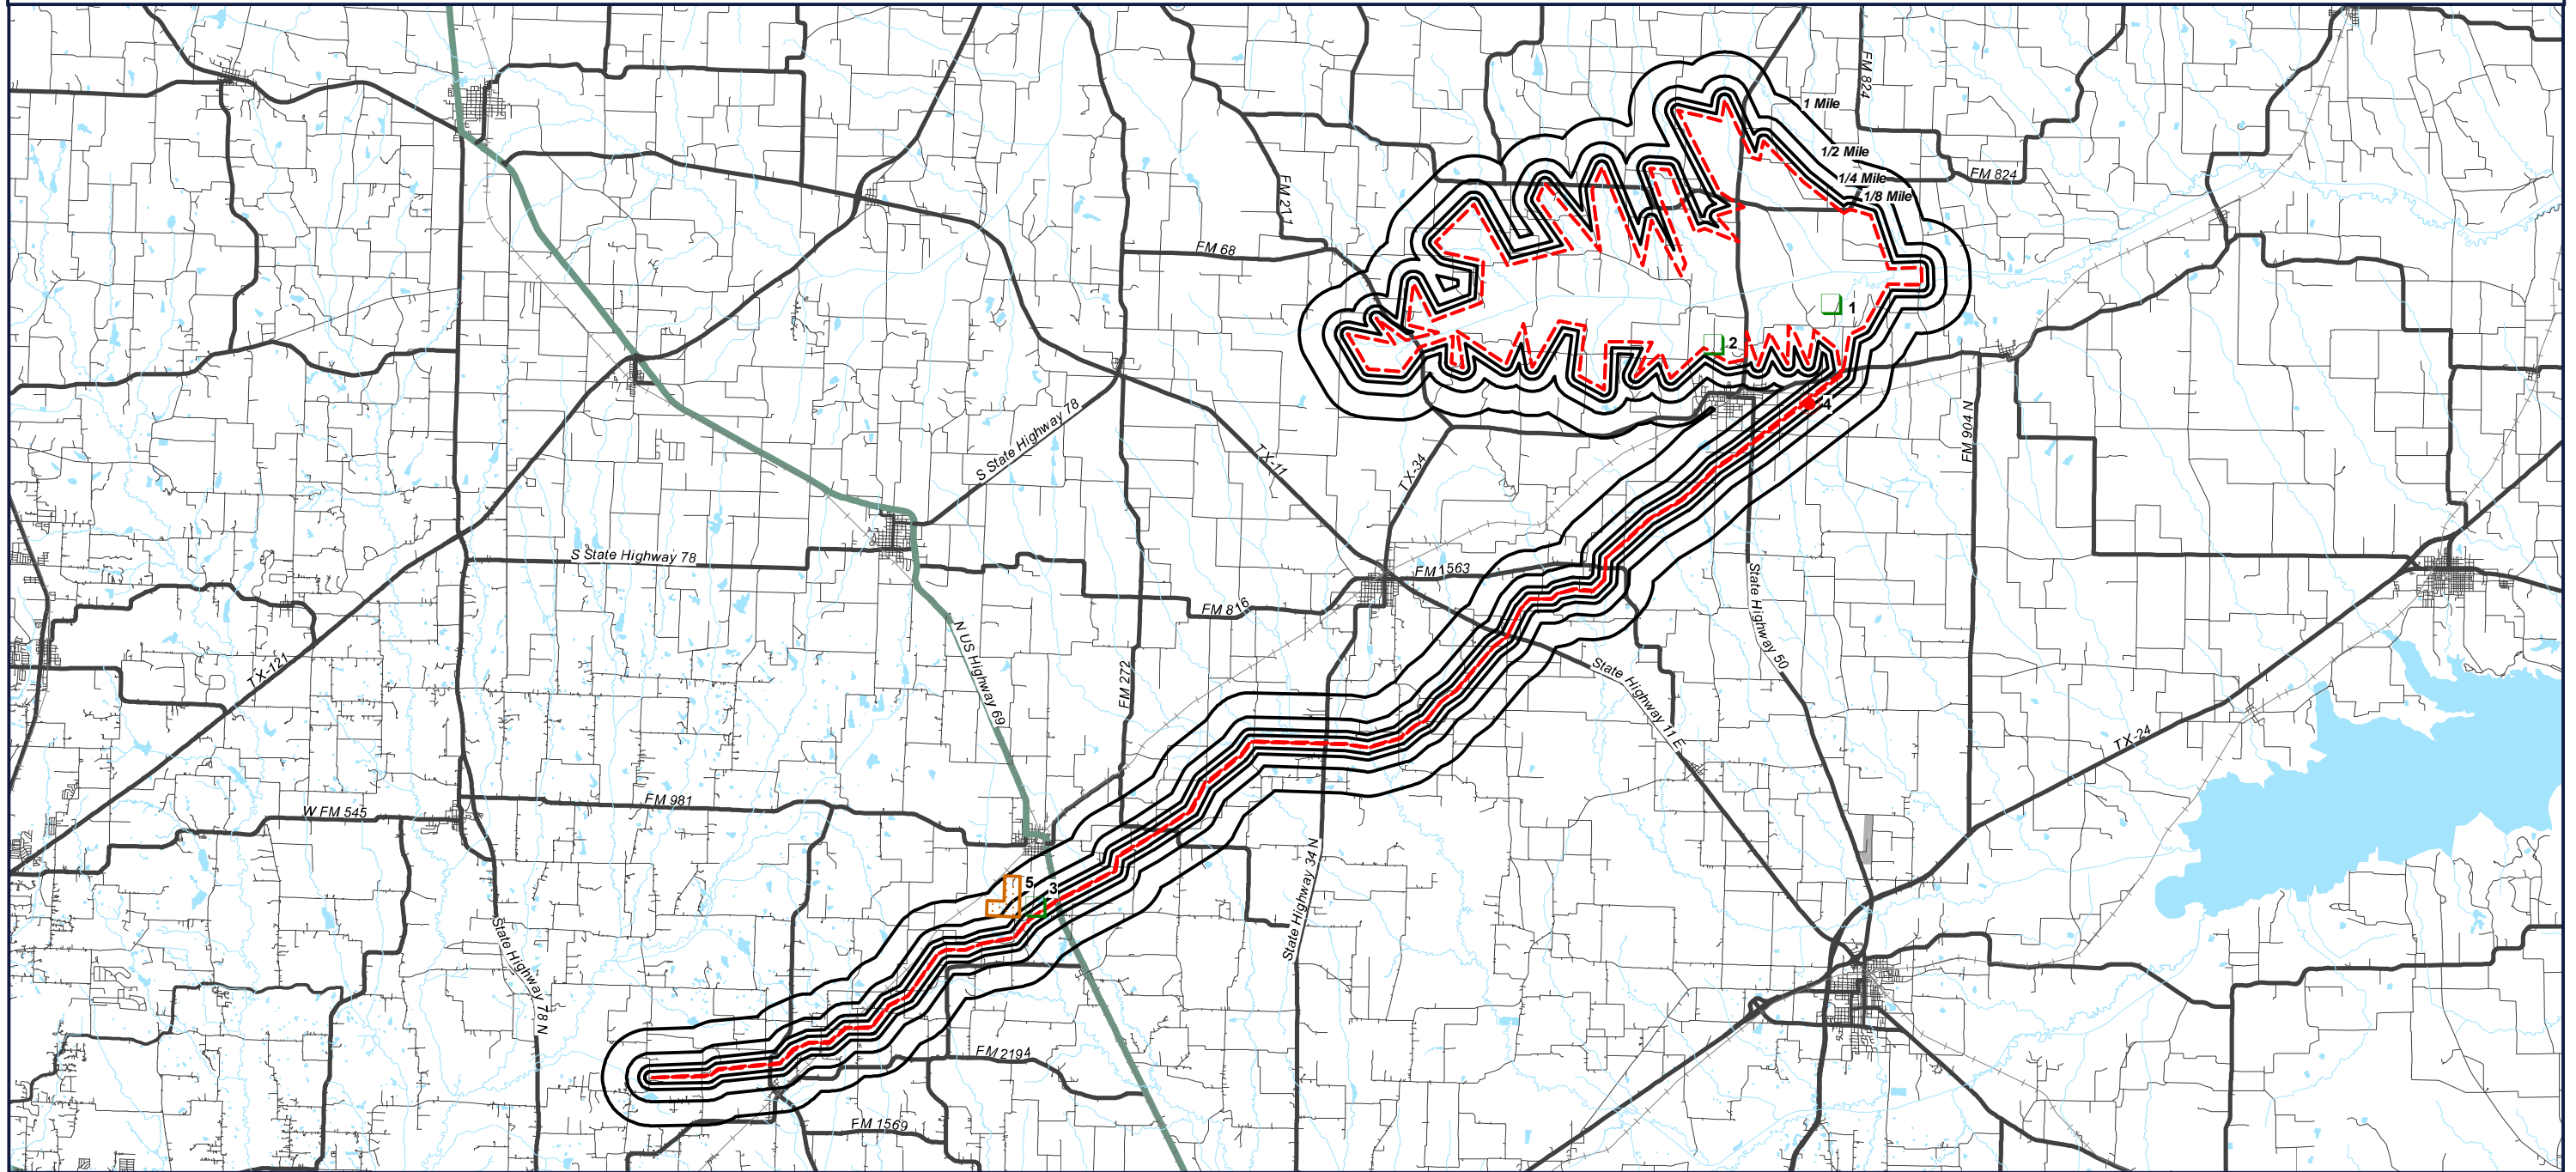 1 Mile
FM 824
1/2 Mile
1/4 Mile
FM 824
1/8 Mile
FM 211
FM 68
1
2
4
S State Highway 78
TX-11
TX-34
FM 904 N
S State Highway 78
FM 1563
FM 816
State Highway 50
N US Highway 69
TX-121
FM 272
State Highway 11 E
TX-24
FM 981
W FM 545
5
3
State Highway 34 N
State Highway 78 N
FM 2194
FM 1569